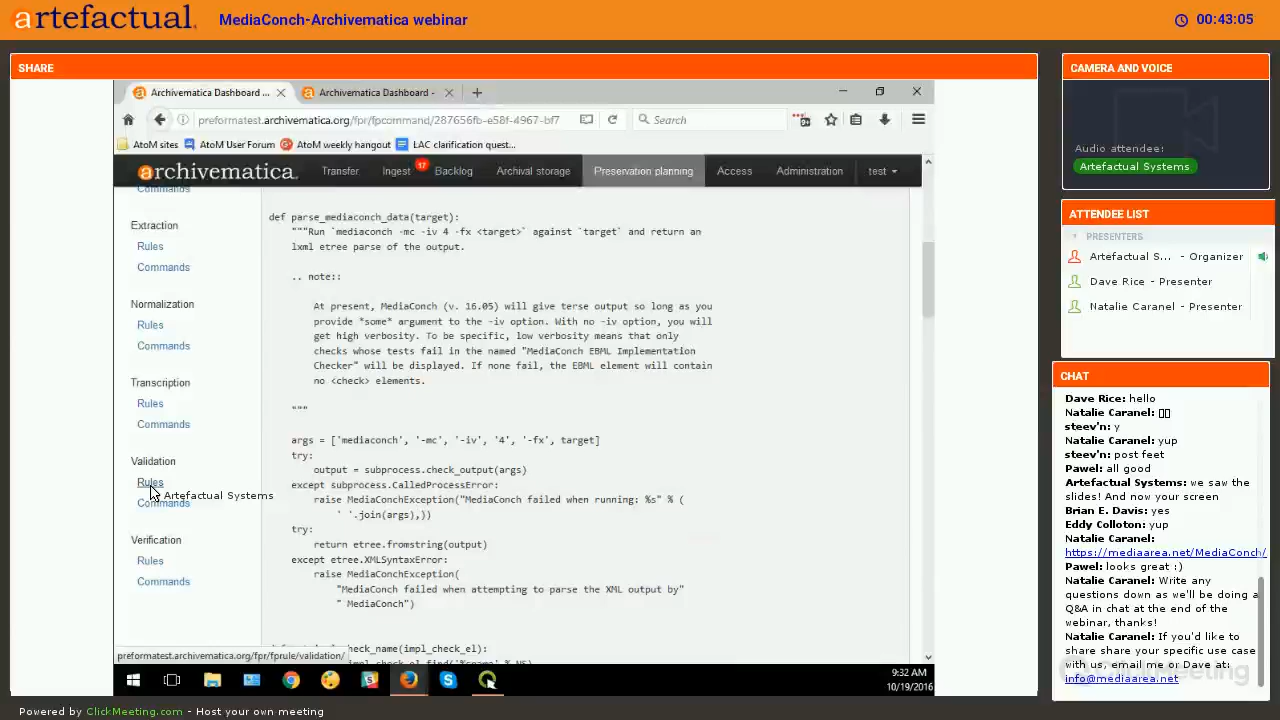 artefactual.
MediaConch-Archivematica webinar
00:43:05
SHARE
Archivematica Dashboard ...
Archivematica Dashboard -
preformatest.archivematica.org/fpr/fpcommand/287656fb-e58f-4967-bf7
Search
AtoM sites
AtoM User Forum
AtoM weekly hangout
LAC clarification quest...
archivematica.
Transfer
Ingest
17
Backlog
Archival storage
Preservation planning
Access
Administration
test
Commands
Extraction
Rules
Commands
Normalization
Rules
Commands
Transcription
Rules
Commands
Validation
Rules
Artefactual Systems
Commands
Verification
Rules
Commands
def parse_mediaconch_data(target):
"""Run `mediaconch -mc -iv 4 -fx <target>` against `target` and return an
lxml etree parse of the output.
.. note::
At present, MediaConch (v. 16.05) will give terse output so long as you
provide *some* argument to the -iv option. With no -iv option, you will
get high verbosity. To be specific, low verbosity means that only
checks whose tests fail in the named "MediaConch EBML Implementation
Checker" will be displayed. If none fail, the EBML element will contain
no <check> elements.
"""
args = ['mediaconch', '-mc', '-iv', '4', '-fx', target]
try:
output = subprocess.check_output(args)
except subprocess.CalledProcessError:
raise MediaConchException("MediaConch failed when running: %s" % (
' '.join(args),))
try:
return etree.fromstring(output)
except etree.XMLSyntaxError:
raise MediaConchException(
"MediaConch failed when attempting to parse the XML output by"
" MediaConch")
preformatest.archivematica.org/fpr/fprule/validation/
9:32 AM
10/19/2016
CAMERA AND VOICE
Audio attendee:
Artefactual Systems
ATTENDEE LIST
PRESENTERS
Artefactual S... - Organizer
Dave Rice - Presenter
Natalie Caranel - Presenter
CHAT
Dave Rice: hello
Natalie Caranel:
steev'n: y
Natalie Caranel: yup
steev'n: post feet
Pawel: all good
Artefactual Systems: we saw the
slides! And now your screen
Brian E. Davis: yes
Eddy Colloton: yup
Natalie Caranel:
https://mediaarea.net/MediaConch/
Pawel: looks great :)
Natalie Caranel: Write any
questions down as we'll be doing a
Q&A in chat at the end of the
webinar, thanks!
Natalie Caranel: If you'd like to
share share your specific use case
with us, email me or Dave at:
info@mediaarea.net
Powered by ClickMeeting.com - Host your own meeting